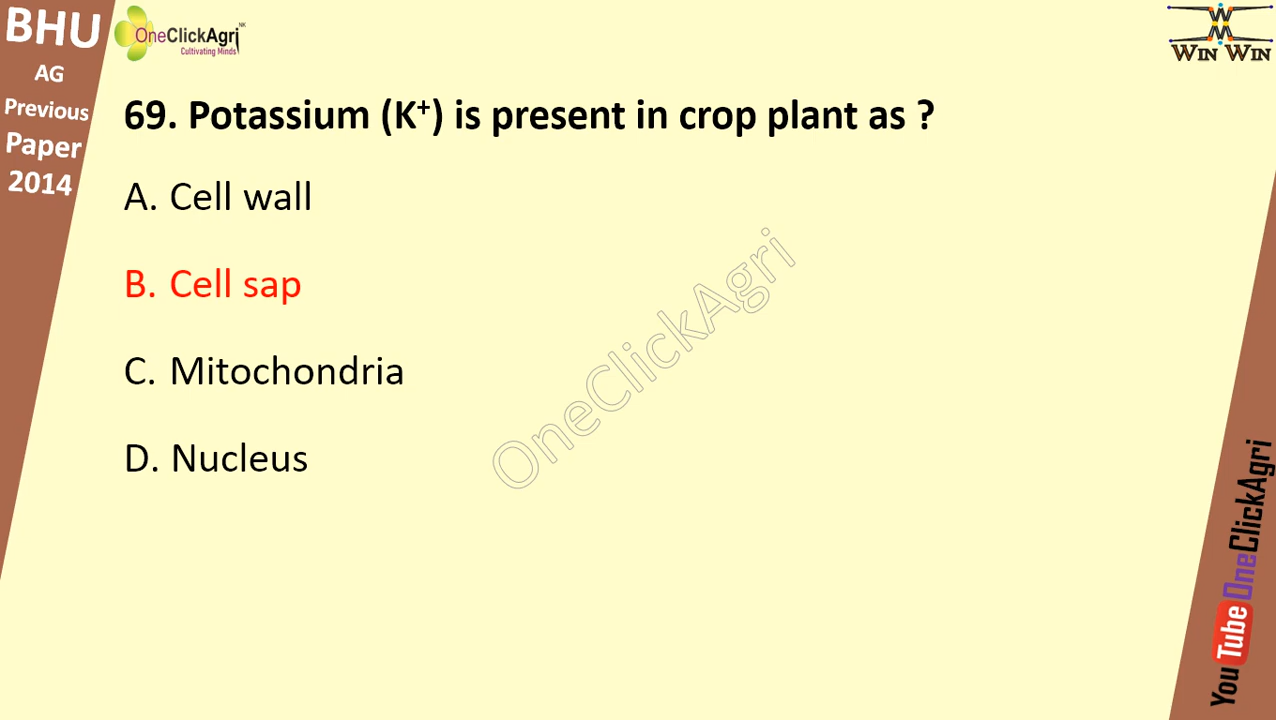 BHU
AG
Previous
Paper
2014
OneClickAgri NK
Cultivating Minds
WIN WIN
69. Potassium (K⁺) is present in crop plant as ?
A. Cell wall
B. Cell sap
C. Mitochondria
D. Nucleus
OneClickAgri
YouTube OneClickAgri